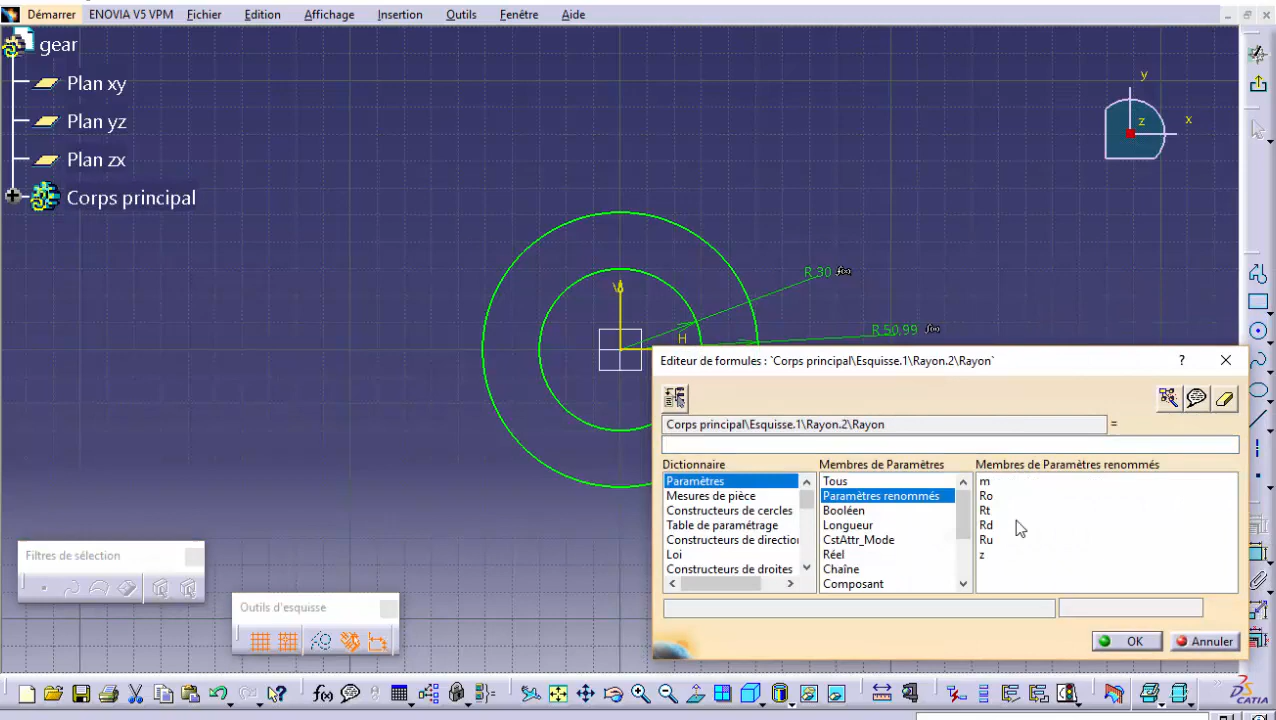 Démarrer ENOVIA V5 VPM Fichier Edition Affichage Insertion Outils Fenêtre Aide
gear
Plan xy
Plan yz
Plan zx
Corps principal
y
x
z
R 30 f(x)
R 50,99 f(x)
V
H
Editeur de formules : `Corps principal\Esquisse.1\Rayon.2\Rayon`
?
Corps principal\Esquisse.1\Rayon.2\Rayon =
Dictionnaire Membres de Paramètres Membres de Paramètres renommés
Paramètres Tous m
Mesures de pièce Paramètres renommés Ro
Constructeurs de cercles Booléen Rt
Table de paramétrage Longueur Rd
Constructeurs de direction CstAttr_Mode Ru
Loi Réel z
Constructeurs de droites Chaîne
Composant
OK Annuler
Filtres de sélection
Outils d'esquisse
f(x)
CATIA